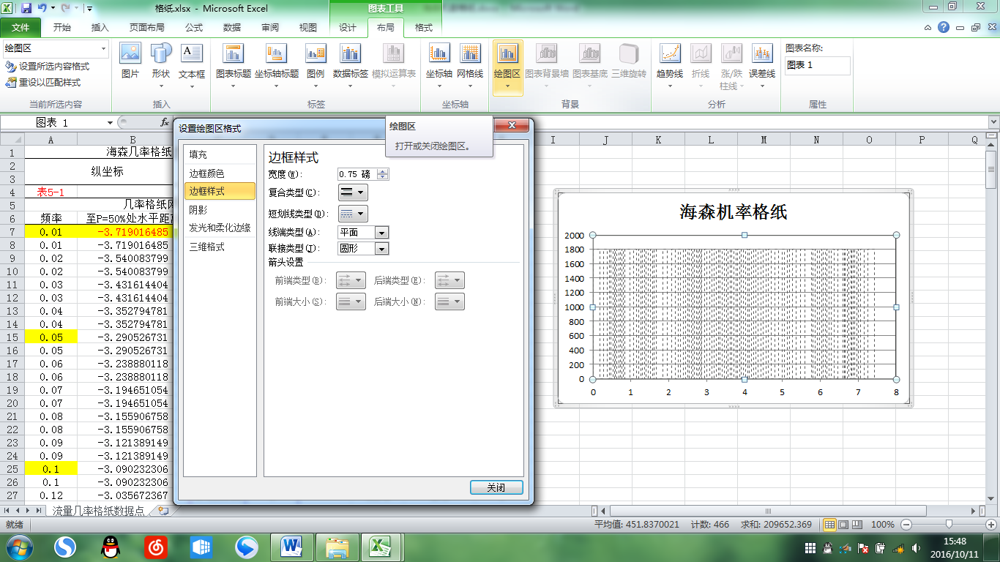 格纸.xlsx - Microsoft Excel
图表工具
文件 开始 插入 页面布局 公式 数据 审阅 视图 设计 布局 格式
绘图区
设置所选内容格式
重设以匹配样式
当前所选内容
图片 形状 文本框
插入
图表标题 坐标轴标题 图例 数据标签 模拟运算表
标签
坐标轴 网格线
坐标轴
绘图区 图表背景墙 图表基底 三维旋转
背景
趋势线 折线 涨/跌 柱线 误差线
分析
图表名称:
图表 1
属性
图表 1 fx
A B I J K L M N O P Q
1 海森几率格纸
2 纵坐标
3
4 表5-1
5 几率格纸网
6 频率 至P=50%处水平距
7 0.01 -3.719016485
8 0.01 -3.719016485
9 0.02 -3.540083799
10 0.02 -3.540083799
11 0.03 -3.431614404
12 0.03 -3.431614404
13 0.04 -3.352794781
14 0.04 -3.352794781
15 0.05 -3.290526731
16 0.05 -3.290526731
17 0.06 -3.238880118
18 0.06 -3.238880118
19 0.07 -3.194651054
20 0.07 -3.194651054
21 0.08 -3.155906758
22 0.08 -3.155906758
23 0.09 -3.121389149
24 0.09 -3.121389149
25 0.1 -3.090232306
26 0.1 -3.090232306
27 0.12 -3.035672367
设置绘图区格式
绘图区
打开或关闭绘图区。
填充
边框颜色
边框样式
阴影
发光和柔化边缘
三维格式
边框样式
宽度(W): 0.75 磅
复合类型(C):
短划线类型(D):
线端类型(A): 平面
联接类型(T): 圆形
箭头设置
前端类型(B): 后端类型(E):
前端大小(S): 后端大小(N):
关闭
海森机率格纸
2000
1800
1600
1400
1200
1000
800
600
400
200
0
0 1 2 3 4 5 6 7 8
流量几率格纸数据点
就绪 平均值: 451.8370021 计数: 466 求和: 209652.369 100%
15:48
2016/10/11